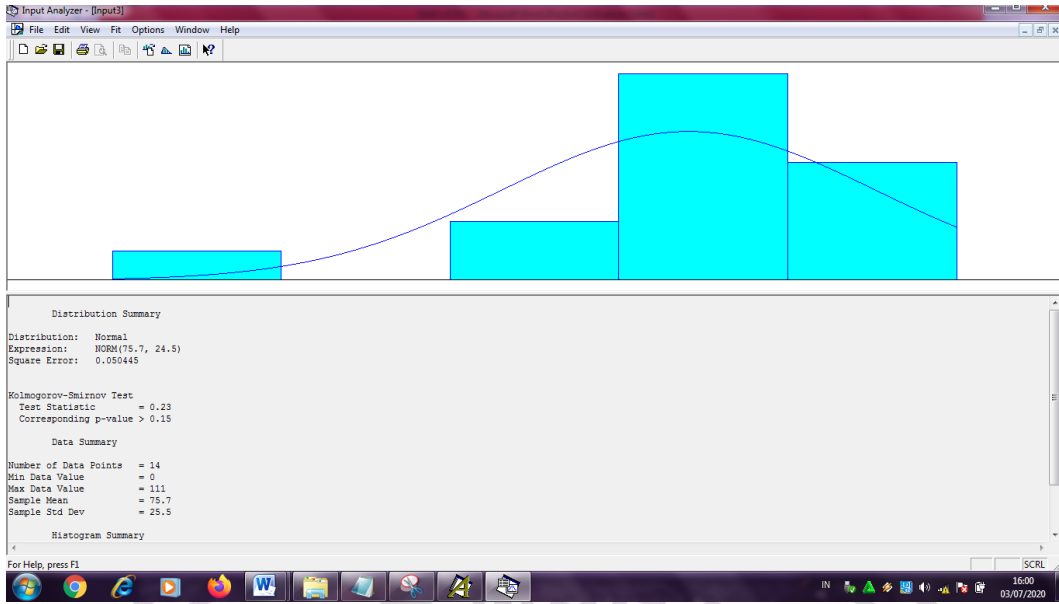 Input Analyzer - [Input3]
File Edit View Fit Options Window Help
Distribution Summary
Distribution: Normal
Expression: NORM(75.7, 24.5)
Square Error: 0.050445
Kolmogorov-Smirnov Test
Test Statistic = 0.23
Corresponding p-value > 0.15
Data Summary
Number of Data Points = 14
Min Data Value = 0
Max Data Value = 111
Sample Mean = 75.7
Sample Std Dev = 25.5
Histogram Summary
For Help, press F1
SCRL
IN
16:00
03/07/2020